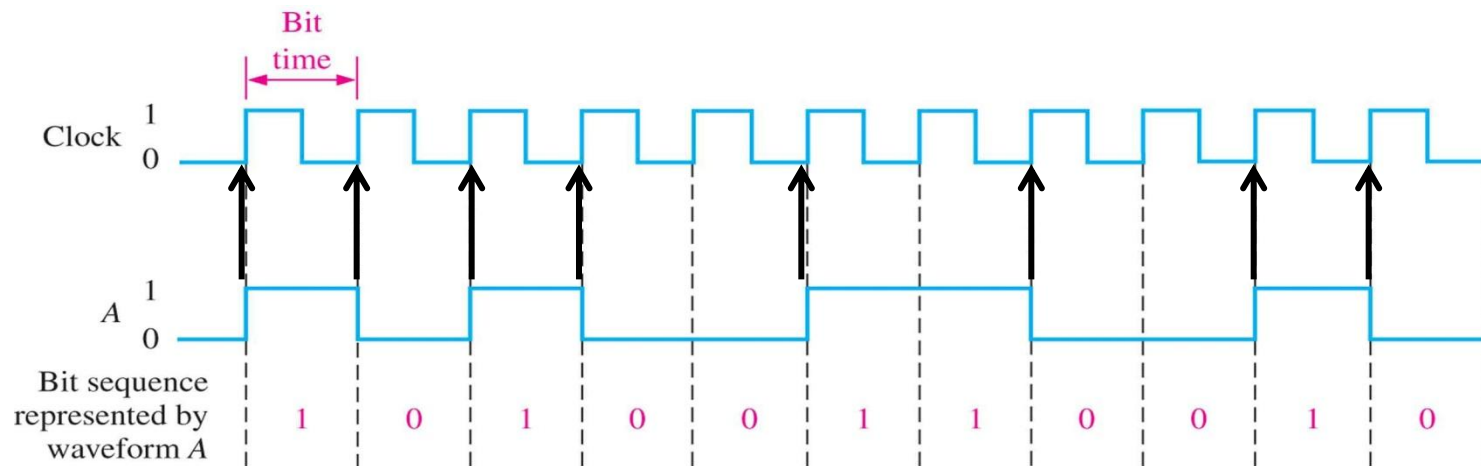 Bit
time
1
Clock
0
1
A
0
Bit sequence
represented by
waveform A
1 0 1 0 0 1 1 0 0 1 0